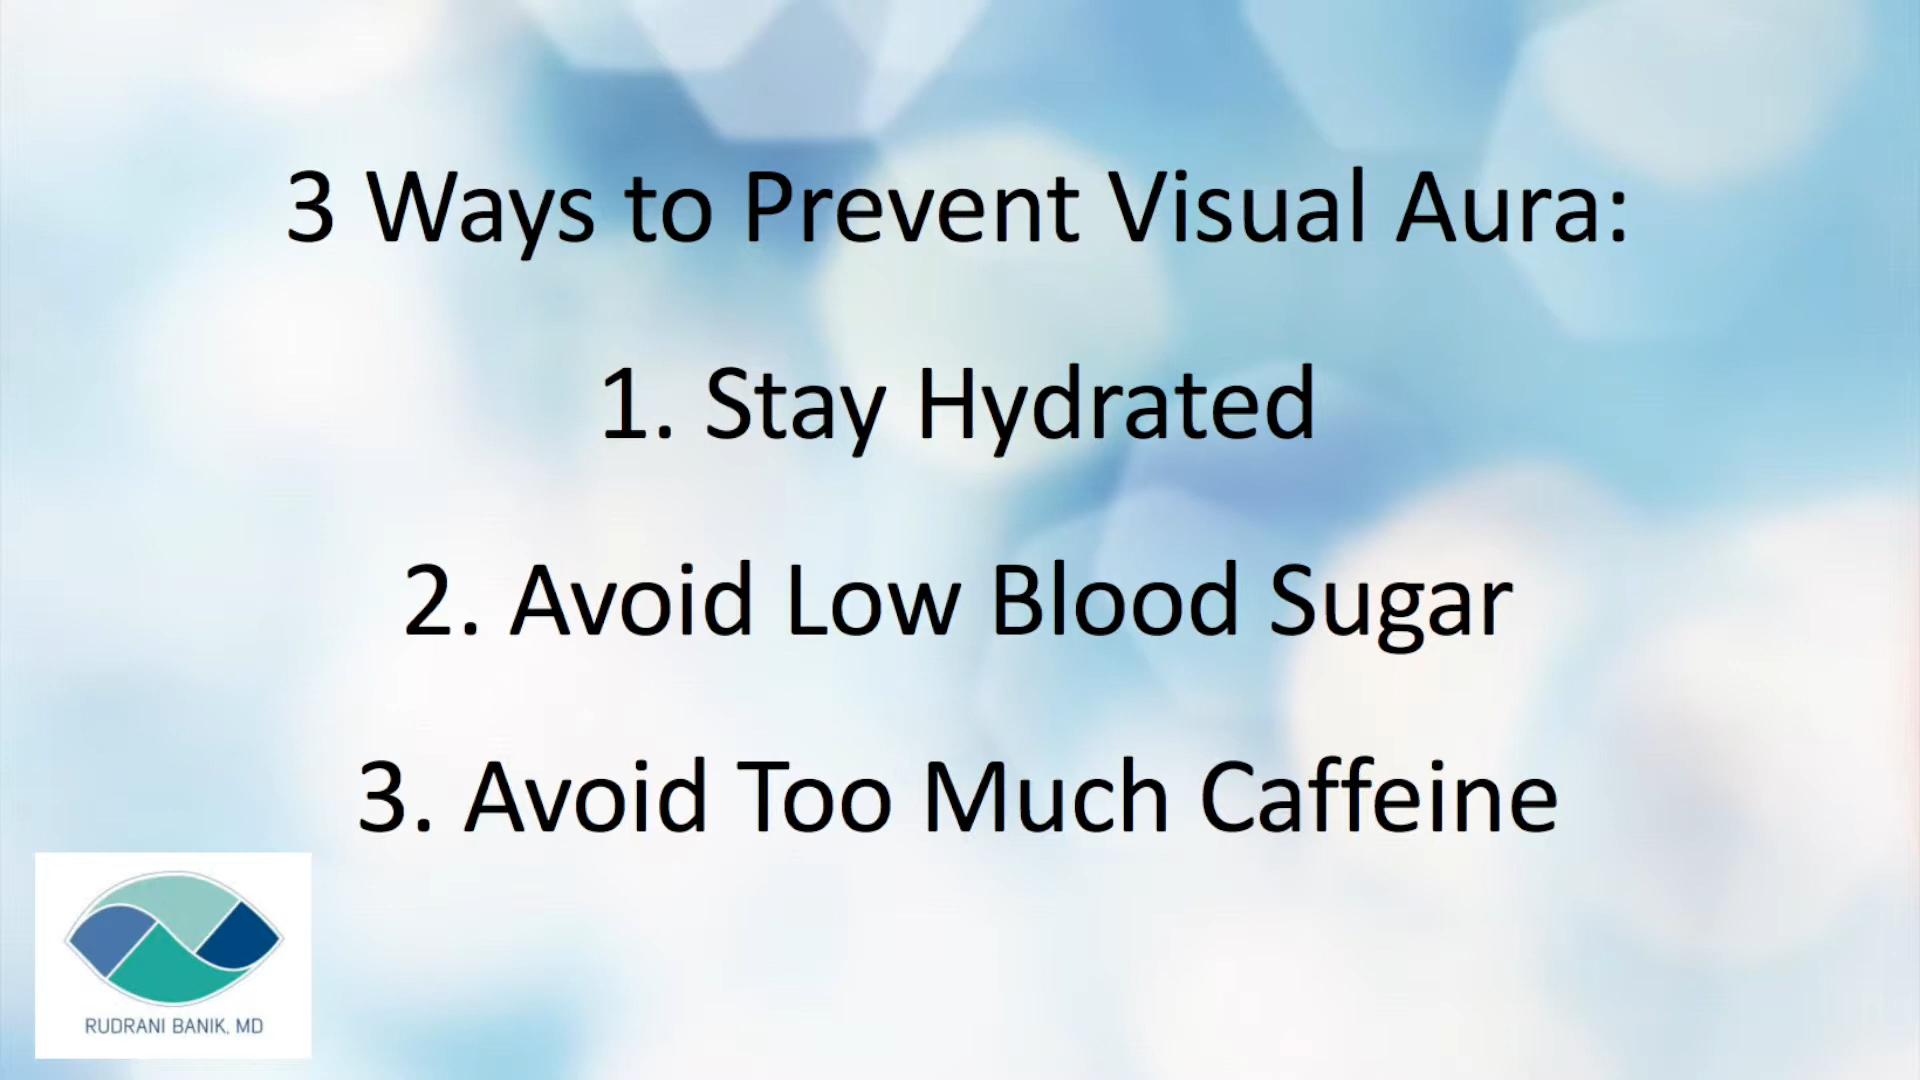 3 Ways to Prevent Visual Aura:
1. Stay Hydrated
2. Avoid Low Blood Sugar
3. Avoid Too Much Caffeine
RUDRANI BANIK, MD